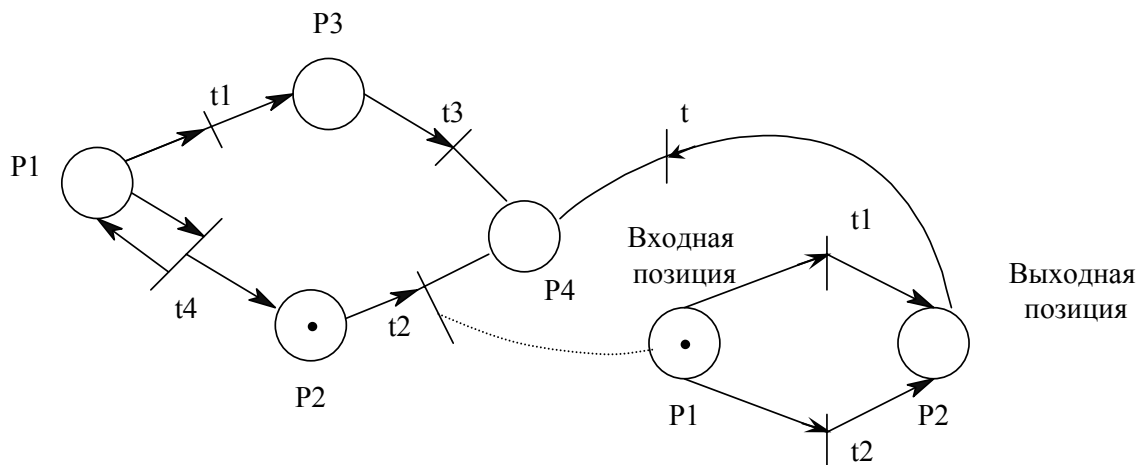 P3
t1
t3
t
P1
t1
Входная
позиция
Выходная
позиция
P4
t4
t2
P2
P1
P2
t2